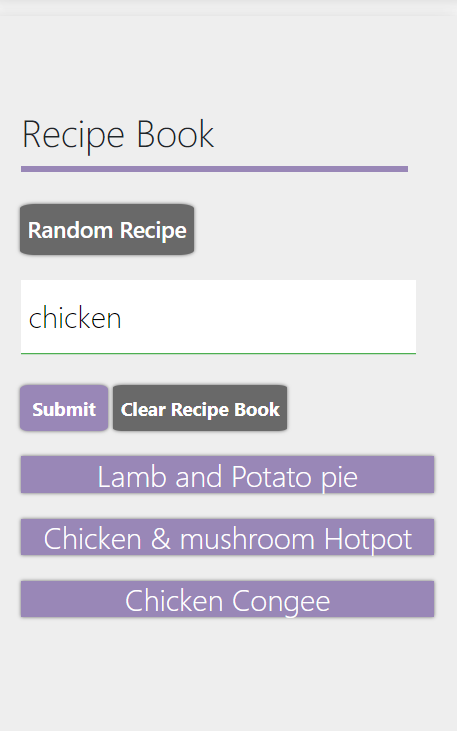 Recipe Book
Random Recipe
chicken
Submit Clear Recipe Book
Lamb and Potato pie
Chicken & mushroom Hotpot
Chicken Congee